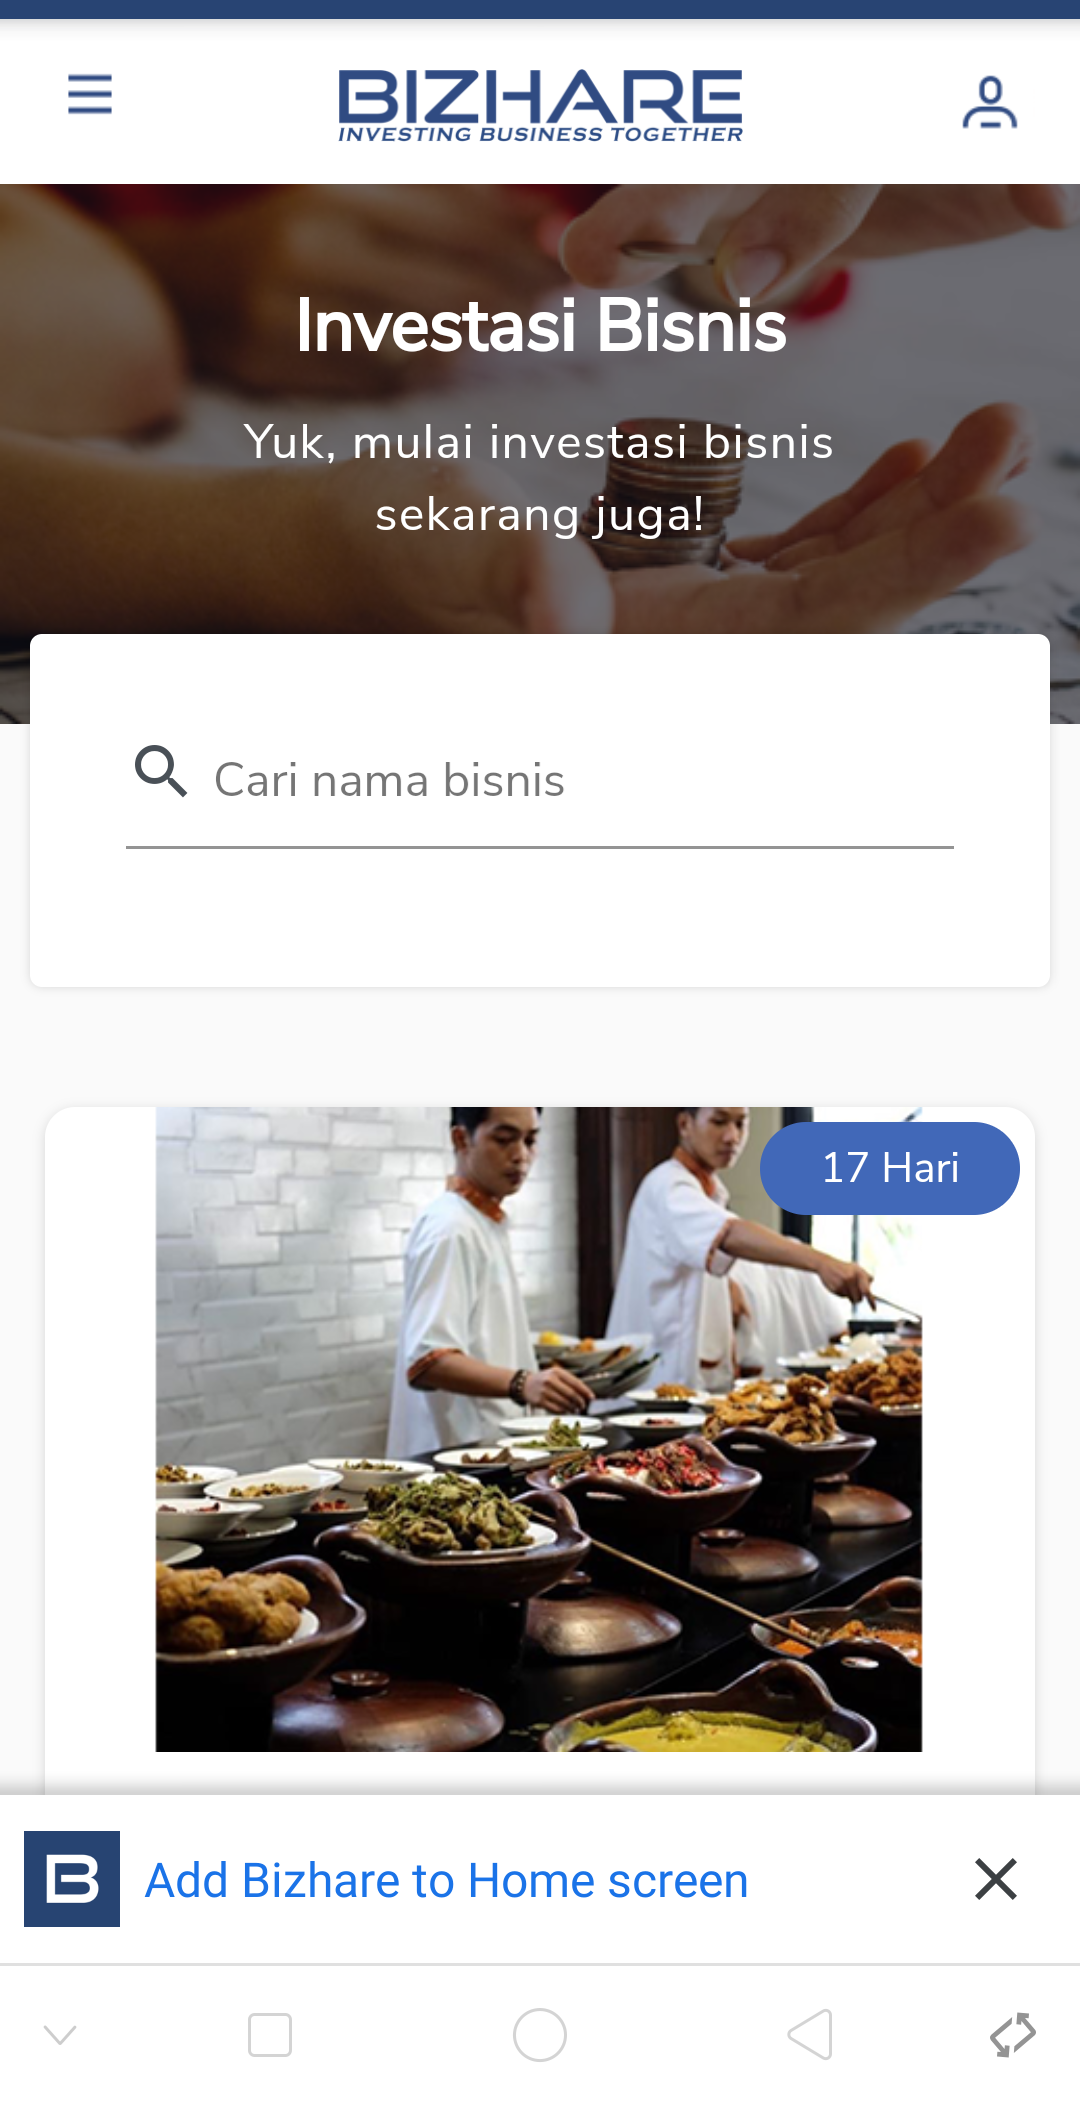 BIZHARE
INVESTING BUSINESS TOGETHER
Investasi Bisnis
Yuk, mulai investasi bisnis
sekarang juga!
Cari nama bisnis
17 Hari
B
Add Bizhare to Home screen